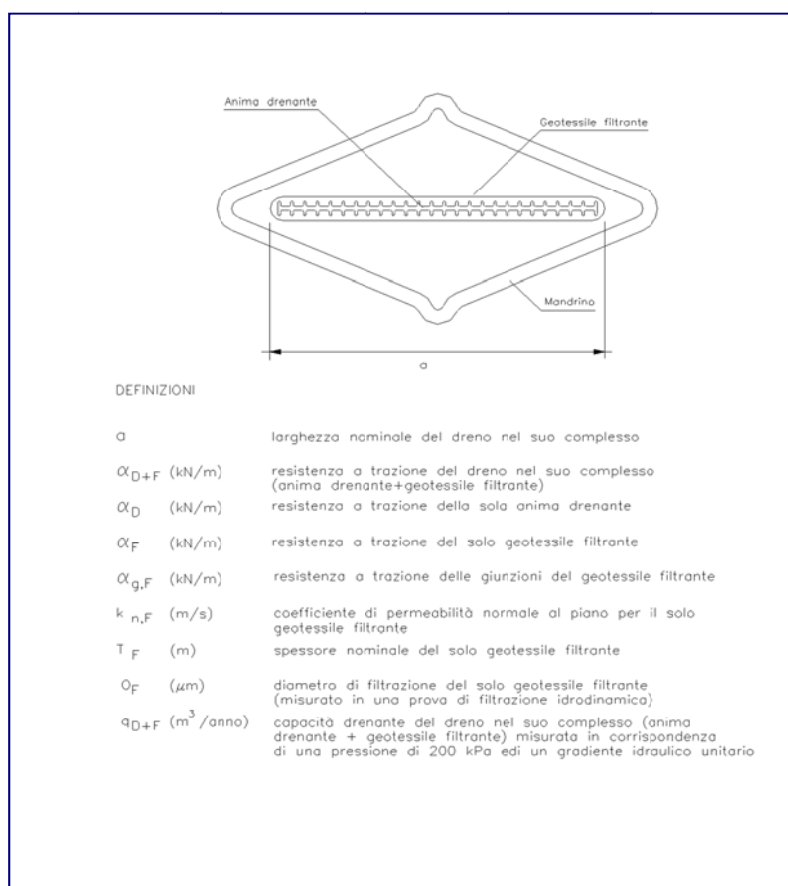 Anima drenante
Geotessile filtrante
Mandrino
a
DEFINIZIONI
a larghezza nominale del dreno nel suo complesso
α D+F (kN/m) resistenza a trazione del dreno nel suo complesso
(anima drenante+geotessile filtrante)
α D (kN/m) resistenza a trazione della sola anima drenante
α F (kN/m) resistenza a trazione del solo geotessile filtrante
α g,F (kN/m) resistenza a trazione delle giunzioni del geotessile filtrante
k n,F (m/s) coefficiente di permeabilità normale al piano per il solo
geotessile filtrante
T F (m) spessore nominale del solo geotessile filtrante
O F (μm) diametro di filtrazione del solo geotessile filtrante
(misurato in una prova di filtrazione idrodinamica)
q D+F (m³/anno) capacità drenante del dreno nel suo complesso (anima
drenante + geotessile filtrante) misurata in corrispondenza
di una pressione di 200 kPa edi un gradiente idraulico unitario